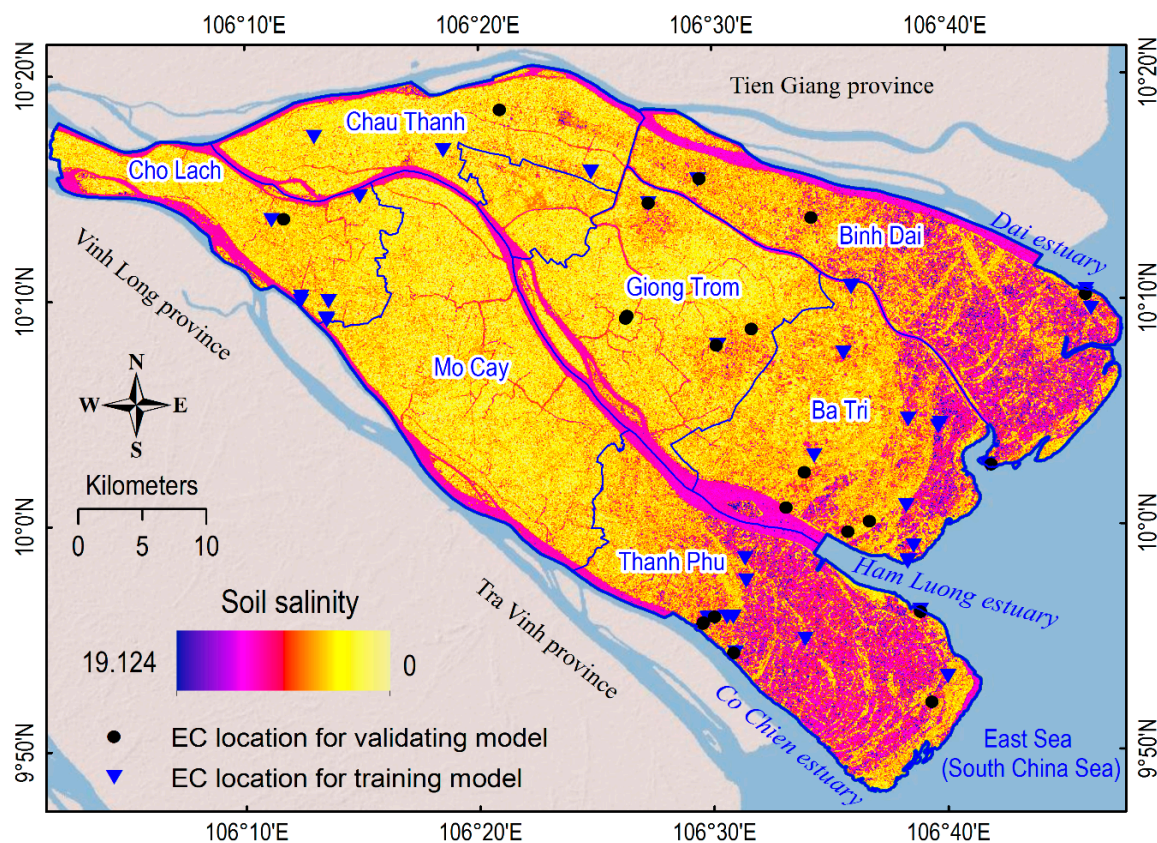 106°10'E 106°20'E 106°30'E 106°40'E
10°20'N
10°20'N
Tien Giang province
Chau Thanh
Cho Lach
Binh Dai
Dai estuary
Vinh Long province
Giong Trom
10°10'N
10°10'N
Mo Cay
Ba Tri
N
W E
S
Kilometers
0 5 10
10°0'N
10°0'N
Thanh Phu
Ham Luong estuary
Tra Vinh province
Soil salinity
19.124 0
Co Chien estuary
EC location for validating model
EC location for training model
East Sea
(South China Sea)
9°50'N
9°50'N
106°10'E 106°20'E 106°30'E 106°40'E